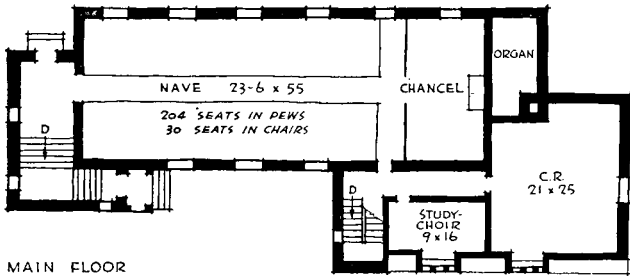 ORGAN
NAVE 23-6 x 55
CHANCEL
204 SEATS IN PEWS
30 SEATS IN CHAIRS
D
C.R.
21 x 25
D
STUDY-
CHOIR
9 x 16
MAIN FLOOR